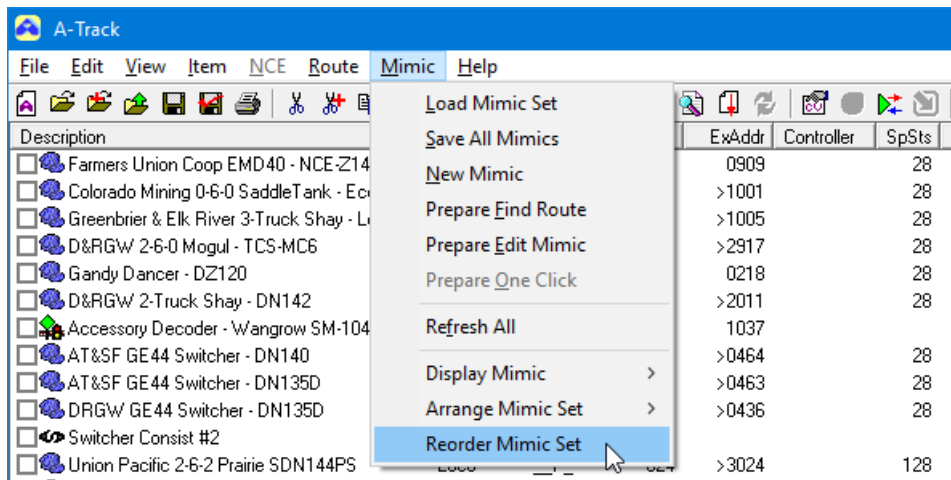 A-Track
File Edit View Item NCE Route Mimic Help
Load Mimic Set
Save All Mimics
New Mimic
Prepare Find Route
Prepare Edit Mimic
Prepare One Click
Refresh All
Display Mimic
Arrange Mimic Set
Reorder Mimic Set
Description ExAddr Controller SpSts
Farmers Union Coop EMD40 - NCE-Z14 0909 28
Colorado Mining 0-6-0 SaddleTank - Ec >1001 28
Greenbrier & Elk River 3-Truck Shay - L >1005 28
D&RGW 2-6-0 Mogul - TCS-MC6 >2917 28
Gandy Dancer - DZ120 0218 28
D&RGW 2-Truck Shay - DN142 >2011 28
Accessory Decoder - Wangrow SM-104 1037
AT&SF GE44 Switcher - DN140 >0464 28
AT&SF GE44 Switcher - DN135D >0463 28
DRGW GE44 Switcher - DN135D >0436 28
Switcher Consist #2
Union Pacific 2-6-2 Prairie SDN144PS >3024 128